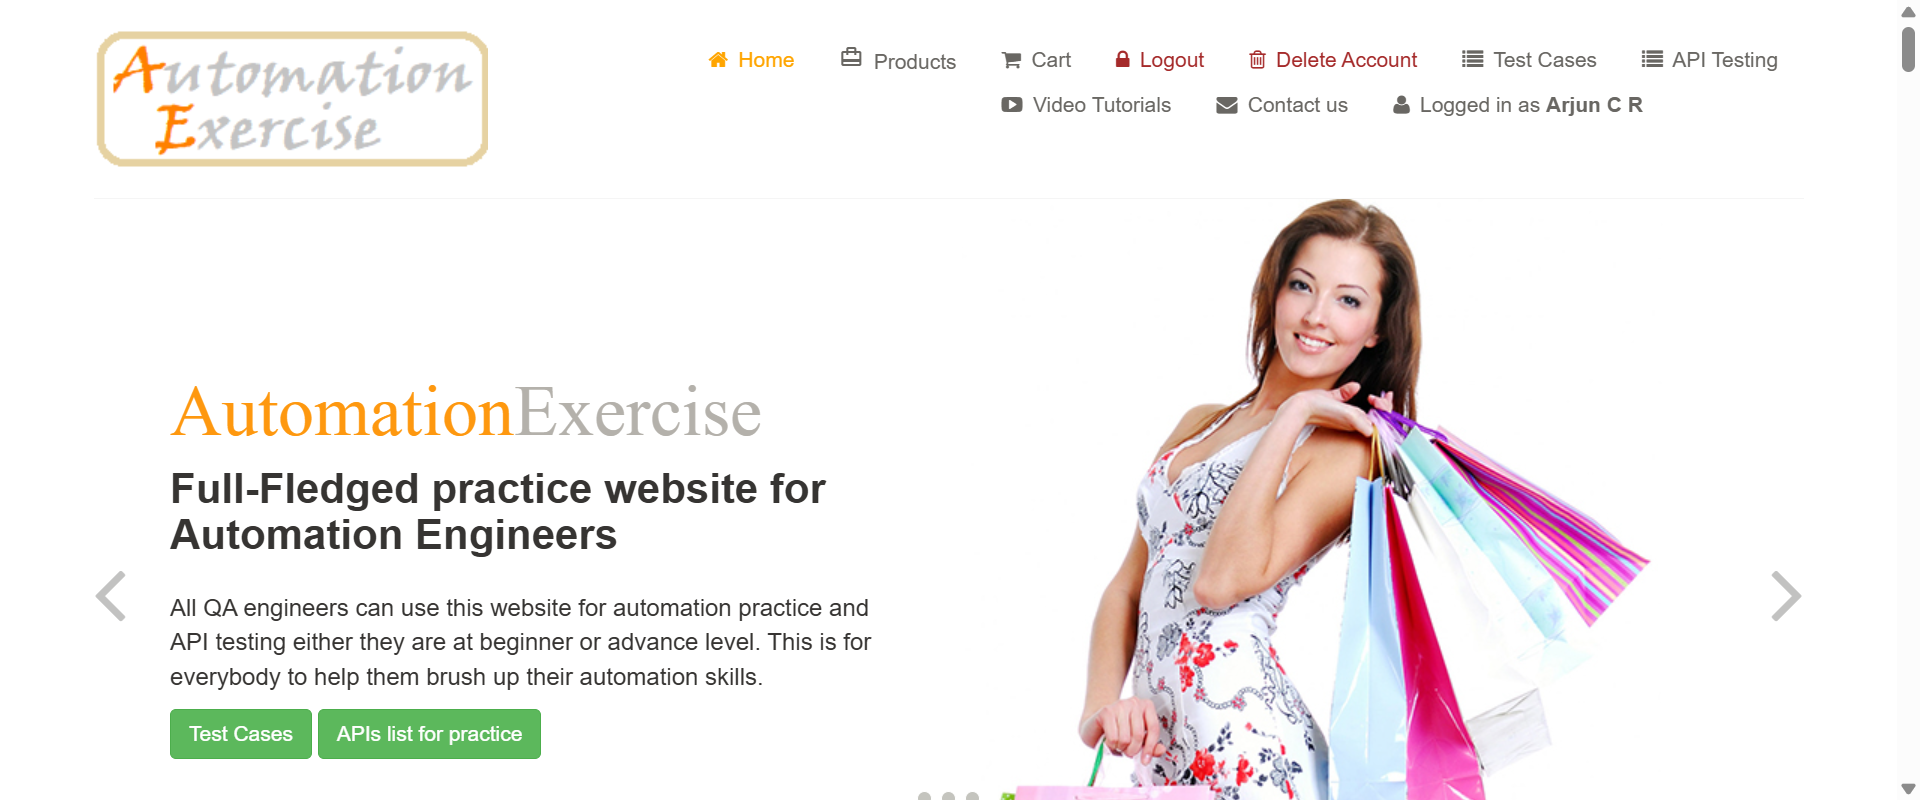 Automation
Exercise
Home Products Cart Logout Delete Account Test Cases API Testing
Video Tutorials Contact us Logged in as Arjun C R
AutomationExercise
Full-Fledged practice website for
Automation Engineers
All QA engineers can use this website for automation practice and
API testing either they are at beginner or advance level. This is for
everybody to help them brush up their automation skills.
Test Cases APIs list for practice